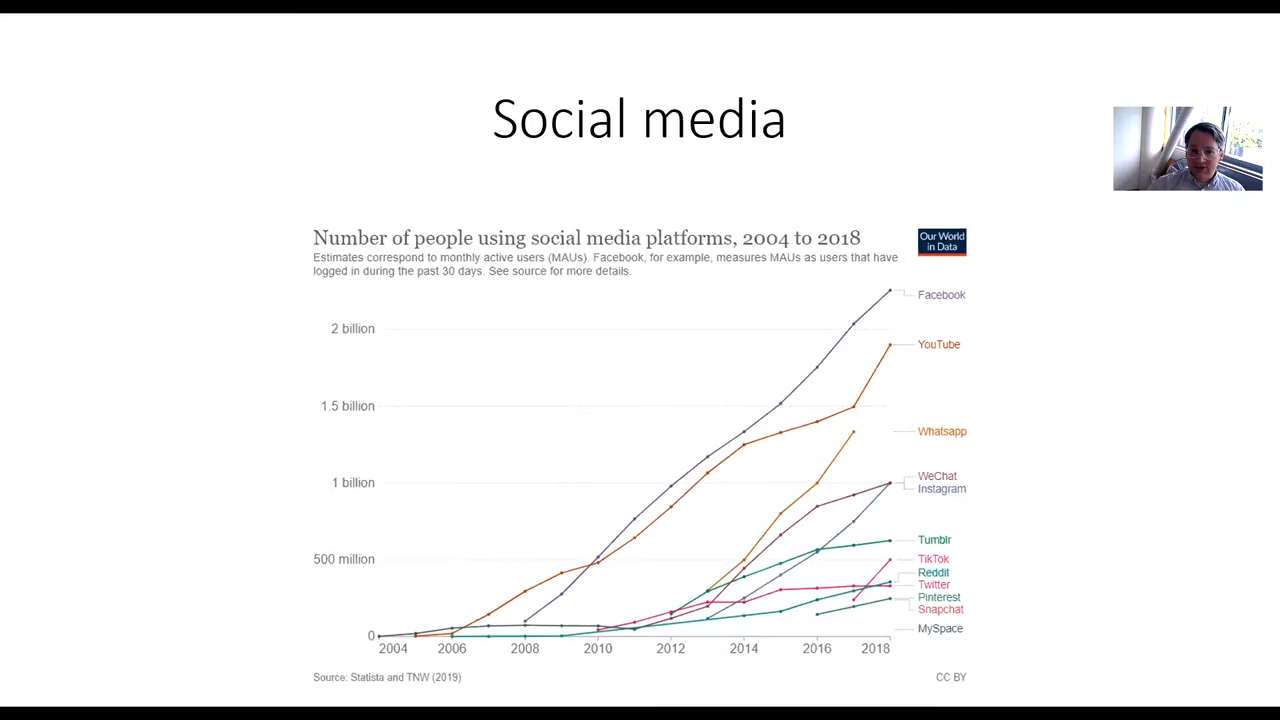 Social media
Number of people using social media platforms, 2004 to 2018
Our World
in Data
Estimates correspond to monthly active users (MAUs). Facebook, for example, measures MAUs as users that have
logged in during the past 30 days. See source for more details.
Facebook
2 billion
YouTube
1.5 billion
Whatsapp
WeChat
1 billion
Instagram
Tumblr
500 million
TikTok
Reddit
Twitter
Pinterest
Snapchat
MySpace
0
2004 2006 2008 2010 2012 2014 2016 2018
Source: Statista and TNW (2019)
CC BY